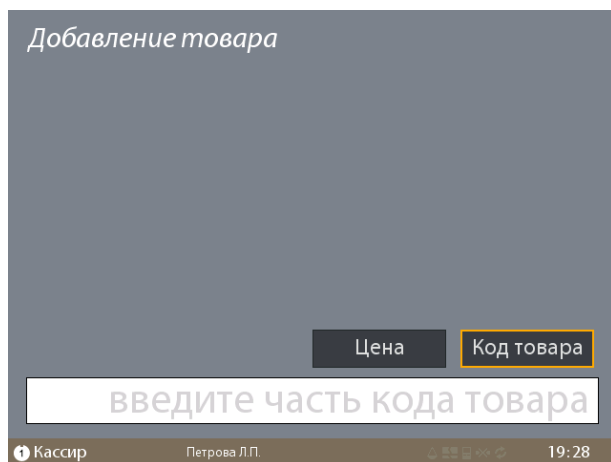 Добавление товара
Цена
Код товара
введите часть кода товара
1 Кассир Петрова Л.П. 19:28